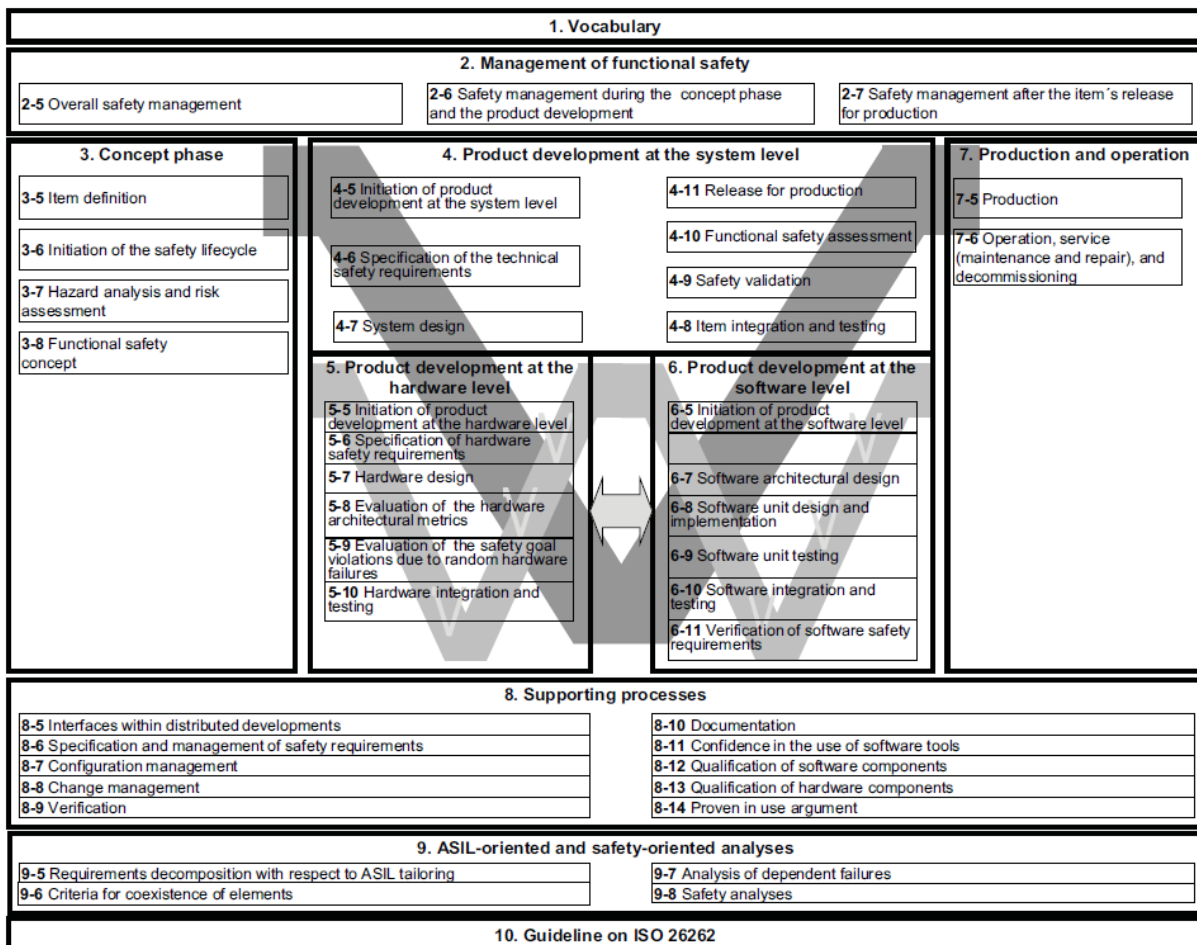 1. Vocabulary
2. Management of functional safety
2-5 Overall safety management
2-6 Safety management during the concept phase
and the product development
2-7 Safety management after the item´s release
for production
3. Concept phase
3-5 Item definition
3-6 Initiation of the safety lifecycle
3-7 Hazard analysis and risk
assessment
3-8 Functional safety
concept
4. Product development at the system level
4-5 Initiation of product
development at the system level
4-6 Specification of the technical
safety requirements
4-7 System design
4-11 Release for production
4-10 Functional safety assessment
4-9 Safety validation
4-8 Item integration and testing
7. Production and operation
7-5 Production
7-6 Operation, service
(maintenance and repair), and
decommissioning
5. Product development at the
hardware level
5-5 Initiation of product
development at the hardware level
5-6 Specification of hardware
safety requirements
5-7 Hardware design
5-8 Evaluation of the hardware
architectural metrics
5-9 Evaluation of the safety goal
violations due to random hardware
failures
5-10 Hardware integration and
testing
6. Product development at the
software level
6-5 Initiation of product
development at the software level
6-7 Software architectural design
6-8 Software unit design and
implementation
6-9 Software unit testing
6-10 Software integration and
testing
6-11 Verification of software safety
requirements
8. Supporting processes
8-5 Interfaces within distributed developments
8-6 Specification and management of safety requirements
8-7 Configuration management
8-8 Change management
8-9 Verification
8-10 Documentation
8-11 Confidence in the use of software tools
8-12 Qualification of software components
8-13 Qualification of hardware components
8-14 Proven in use argument
9. ASIL-oriented and safety-oriented analyses
9-5 Requirements decomposition with respect to ASIL tailoring
9-6 Criteria for coexistence of elements
9-7 Analysis of dependent failures
9-8 Safety analyses
10. Guideline on ISO 26262